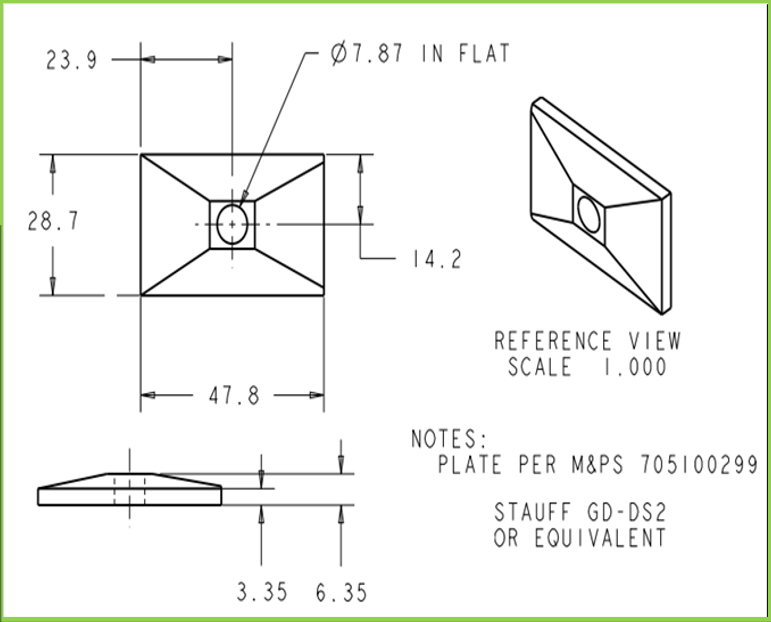 23.9
Ø7.87 IN FLAT
28.7
14.2
47.8
REFERENCE VIEW
SCALE 1.000
NOTES:
PLATE PER M&PS 705100299
STAUFF GD-DS2
OR EQUIVALENT
3.35 6.35